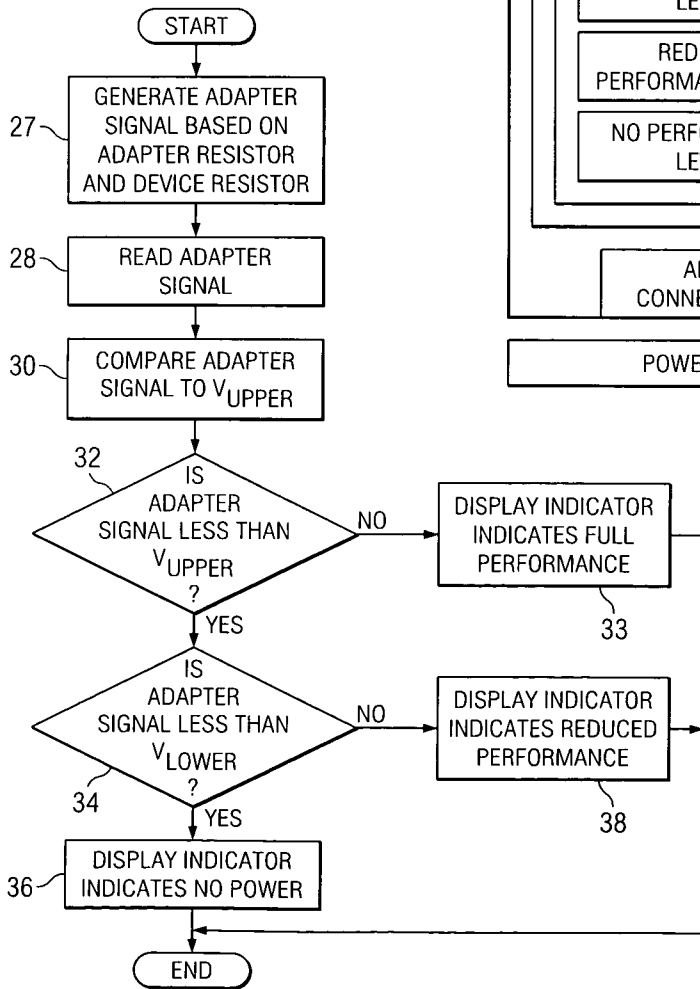 START
27
GENERATE ADAPTER
SIGNAL BASED ON
ADAPTER RESISTOR
AND DEVICE RESISTOR
28
READ ADAPTER
SIGNAL
30
COMPARE ADAPTER
SIGNAL TO VUPPER
32
IS
ADAPTER
SIGNAL LESS THAN
VUPPER
?
NO
DISPLAY INDICATOR
INDICATES FULL
PERFORMANCE
33
YES
IS
ADAPTER
SIGNAL LESS THAN
VLOWER
?
34
NO
DISPLAY INDICATOR
INDICATES REDUCED
PERFORMANCE
38
YES
36
DISPLAY INDICATOR
INDICATES NO POWER
END
RED
NO
POWE